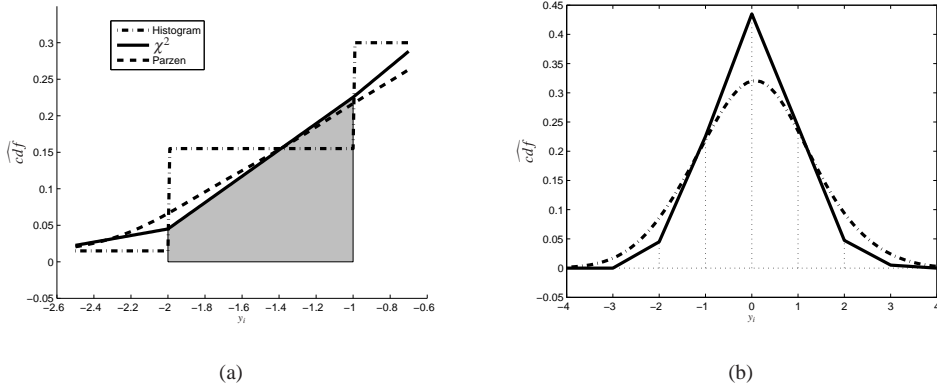 0.3
0.25
0.2
0.15
0.1
0.05
0
−0.05
−2.6 −2.4 −2.2 −2 −1.8 −1.6 −1.4 −1.2 −1 −0.8 −0.6
Histogram
χ²
Parzen
cdf
yᵢ
(a)
0.45
0.4
0.35
0.3
0.25
0.2
0.15
0.1
0.05
0
−0.05
−4 −3 −2 −1 0 1 2 3 4
cdf
yᵢ
(b)